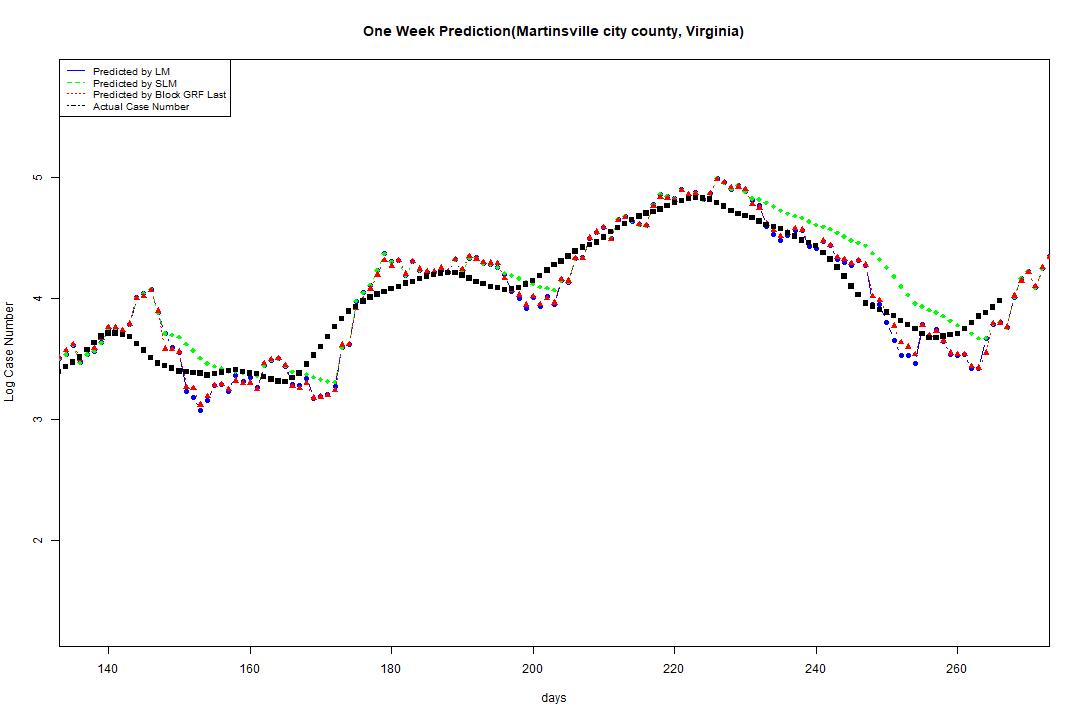 One Week Prediction(Martinsville city county, Virginia)
Predicted by LM
Predicted by SLM
Predicted by Block GRF Last
Actual Case Number
5
4
3
2
Log Case Number
140 160 180 200 220 240 260
days